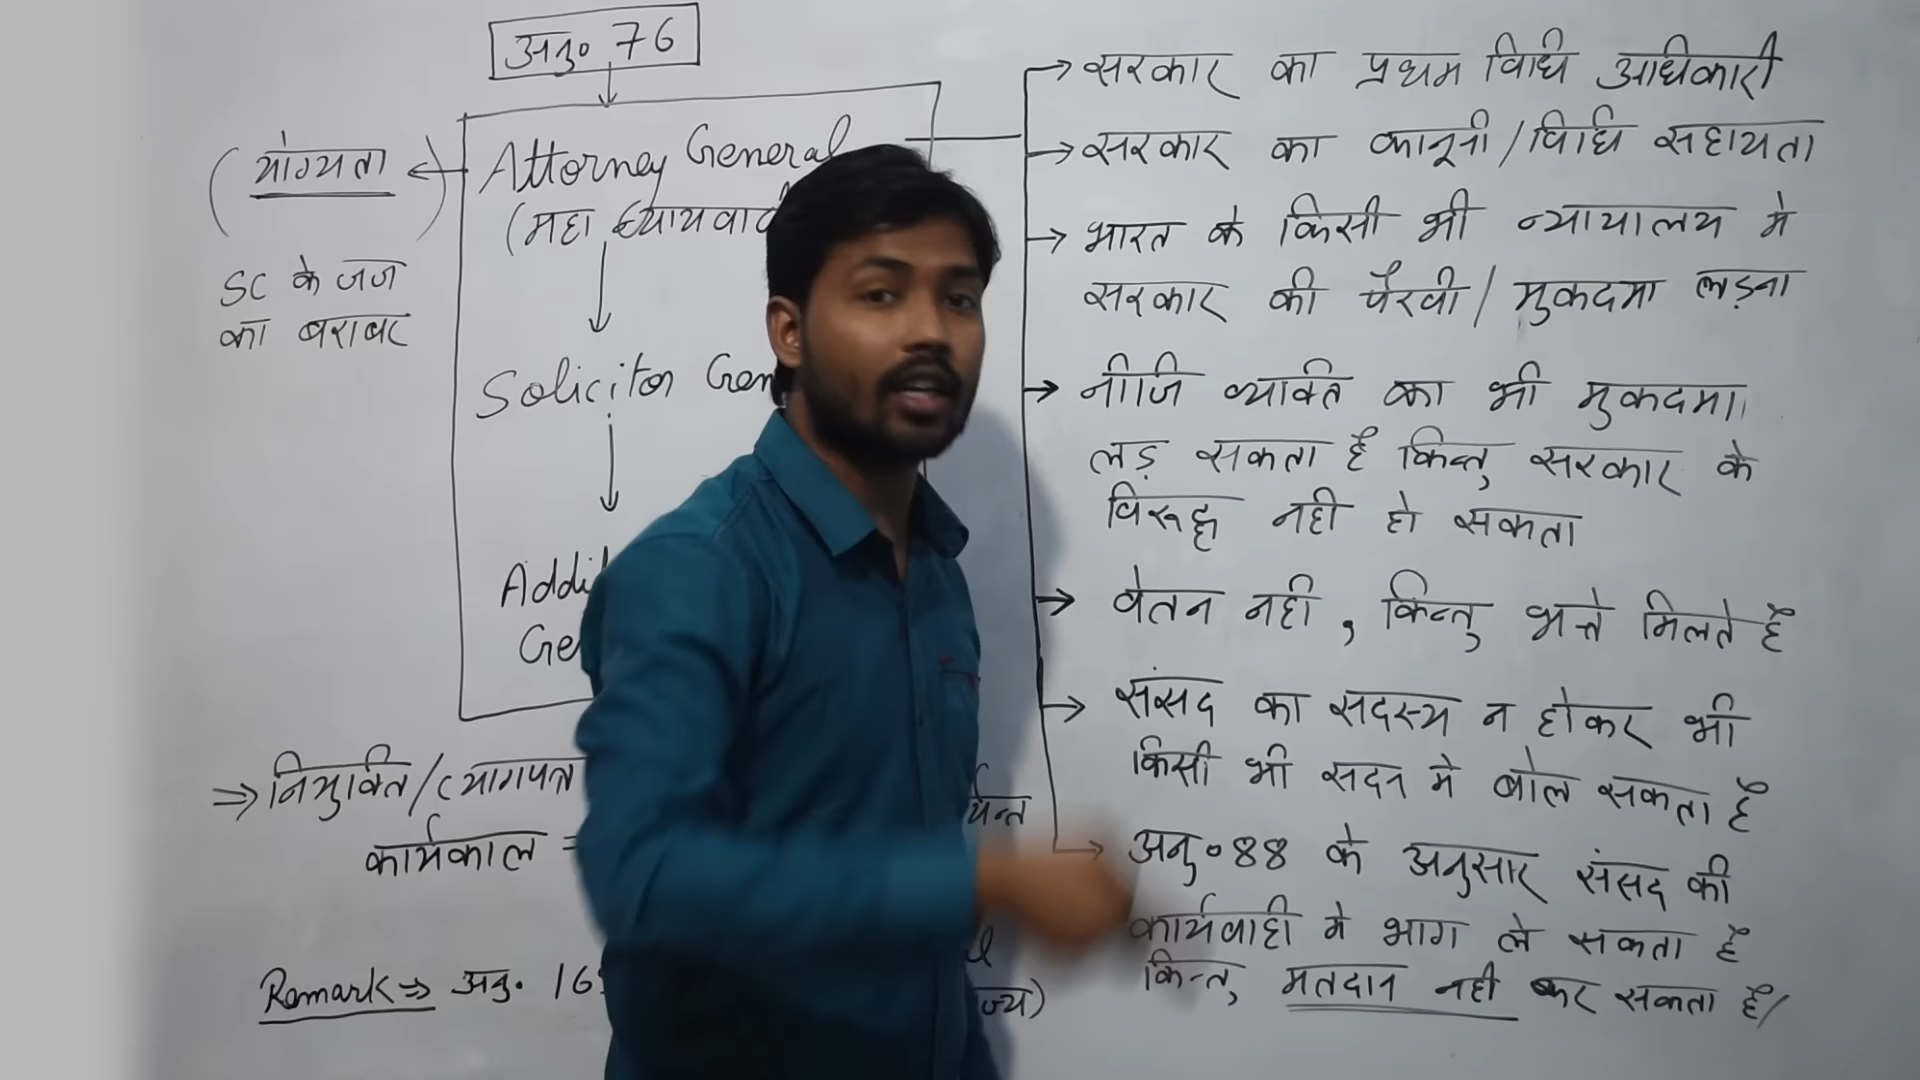 अनु० 76
Attorney General
(महा न्यायवा
(योग्यता)
SC के जज
का बराबर
Solicitor Gen
Addi
Ge
⇒ नियुक्ति/त्यागपत्र
र्यन्त
कार्यकाल =
Remark ⇒ अनु. 16
l
ज्य)
→ सरकार का प्रथम विधि अधिकारी
→ सरकार का कानूनी/विधि सहायता
→ भारत के किसी भी न्यायालय मे
सरकार की पैरवी/मुकदमा लड़ना
→ नीजि व्यक्ति का भी मुकदमा
लड़ सकता है किन्तु सरकार के
विरूद्ध नही हो सकता
→ वेतन नही, किन्तु भत्ते मिलते है
→ संसद का सदस्य न होकर भी
किसी भी सदन मे बोल सकता है
→ अनु०88 के अनुसार संसद की
कार्यवाही मे भाग ले सकता है
किन्तु, मतदान नही कर सकता है/